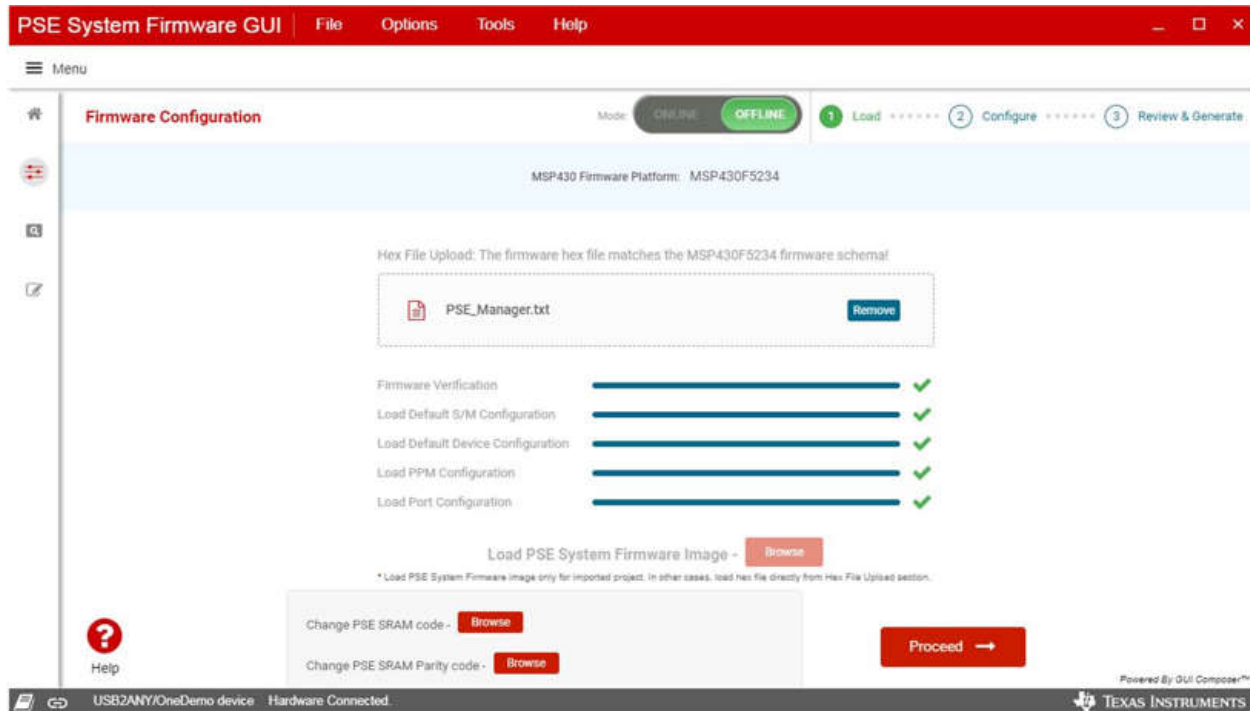 PSE System Firmware GUI File Options Tools Help
Menu
Firmware Configuration Mode: ONLINE OFFLINE 1 Load 2 Configure 3 Review & Generate
MSP430 Firmware Platform: MSP430F5234
Hex File Upload: The firmware hex file matches the MSP430F5234 firmware schema!
PSE_Manager.txt Remove
Firmware Verification
Load Default S/M Configuration
Load Default Device Configuration
Load PPM Configuration
Load Port Configuration
Load PSE System Firmware Image - Browse
* Load PSE System Firmware image only for imported project. In other cases, load hex file directly from Hex File Upload section.
Change PSE SRAM code - Browse
Change PSE SRAM Parity code - Browse
Proceed →
Help
Powered By GUI Composer™
USB2ANY/OneDemo device Hardware Connected. TEXAS INSTRUMENTS